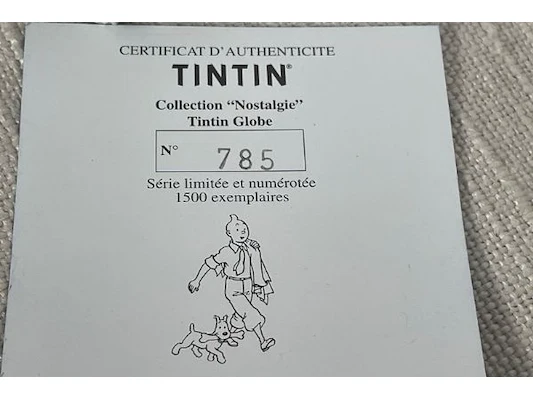 CERTIFICAT D'AUTHENTICITE
TINTIN®
Collection "Nostalgie"
Tintin Globe
N° 785
Série limitée et numérotée
1500 exemplaires